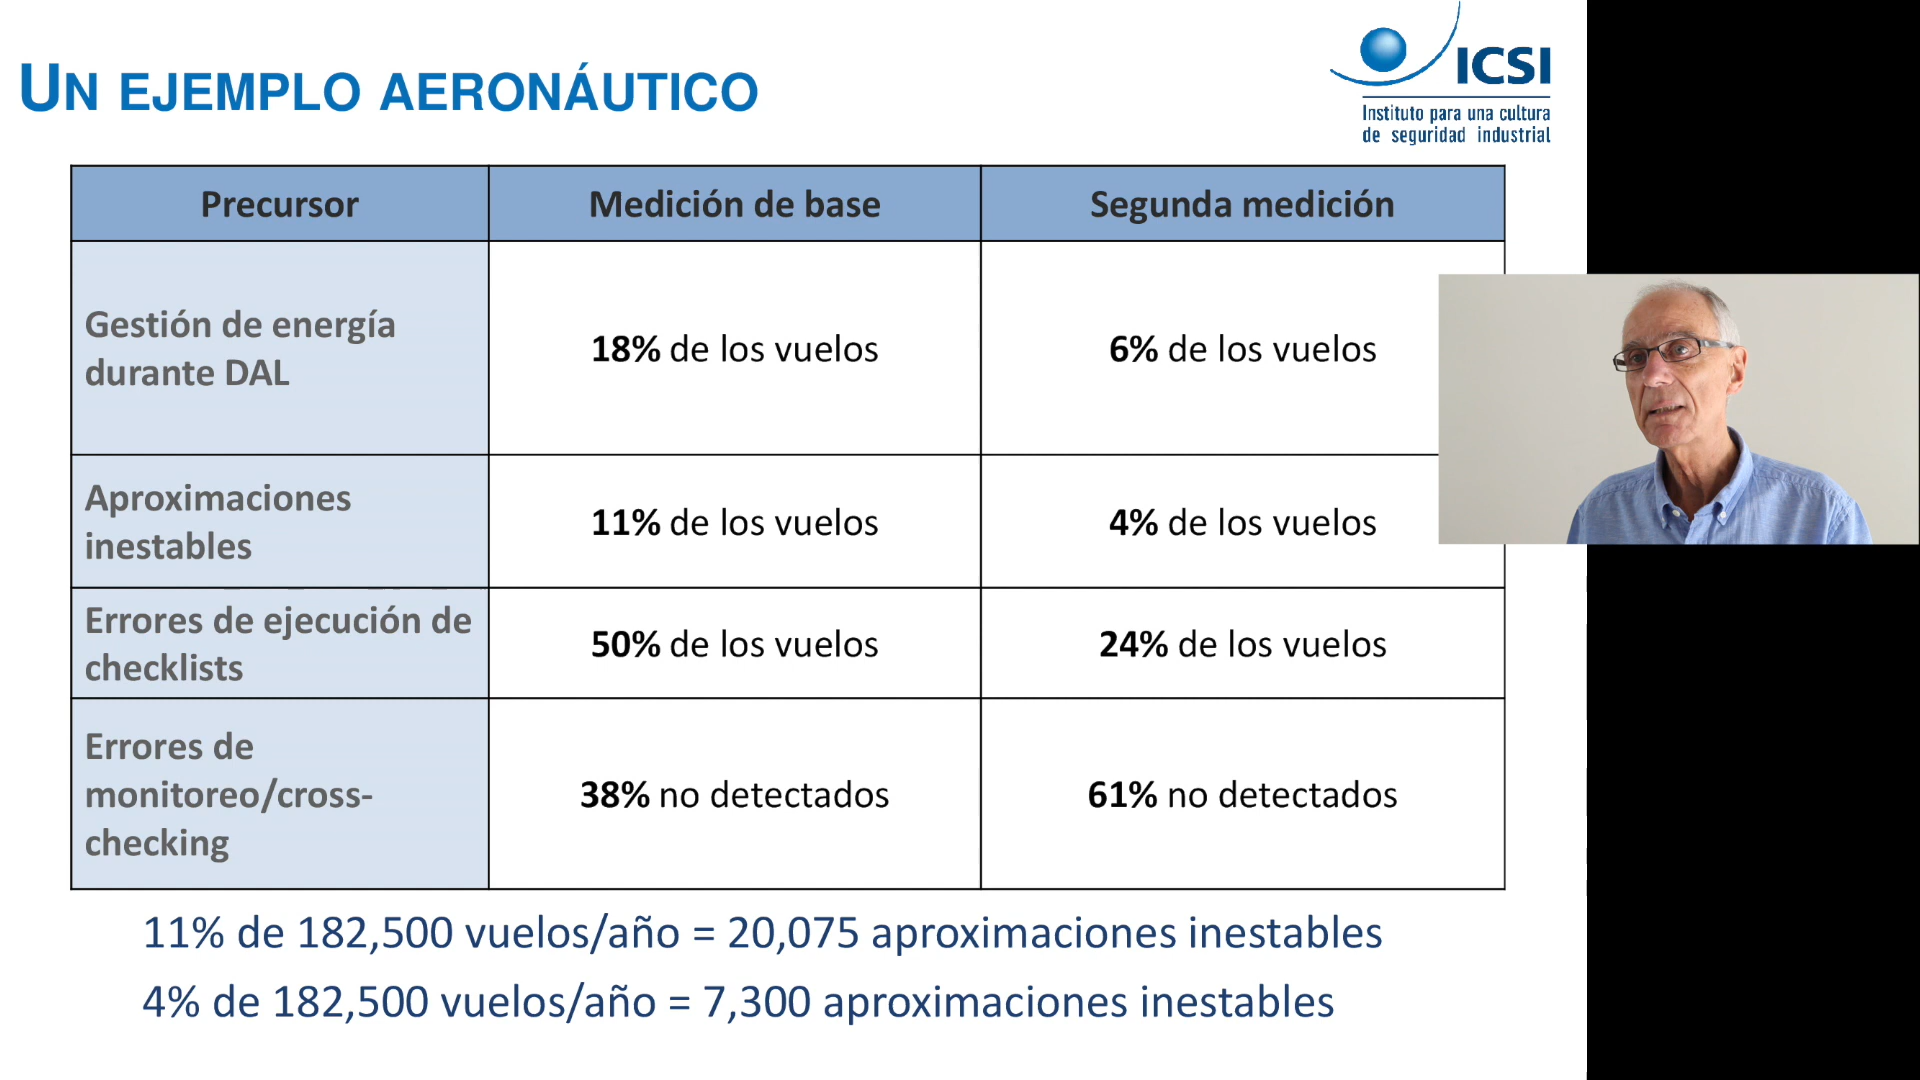 UN EJEMPLO AERONÁUTICO
ICSI
Instituto para una cultura
de seguridad industrial
Precursor
Medición de base
Segunda medición
Gestión de energía
durante DAL
18% de los vuelos
6% de los vuelos
Aproximaciones
inestables
11% de los vuelos
4% de los vuelos
Errores de ejecución de
checklists
50% de los vuelos
24% de los vuelos
Errores de
monitoreo/cross-
checking
38% no detectados
61% no detectados
11% de 182,500 vuelos/año = 20,075 aproximaciones inestables
4% de 182,500 vuelos/año = 7,300 aproximaciones inestables